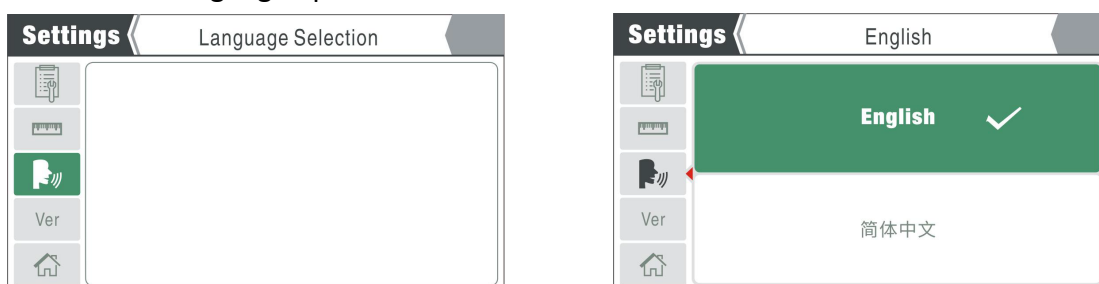 Settings
Language Selection
Ver
Settings
English
English
Ver
简体中文